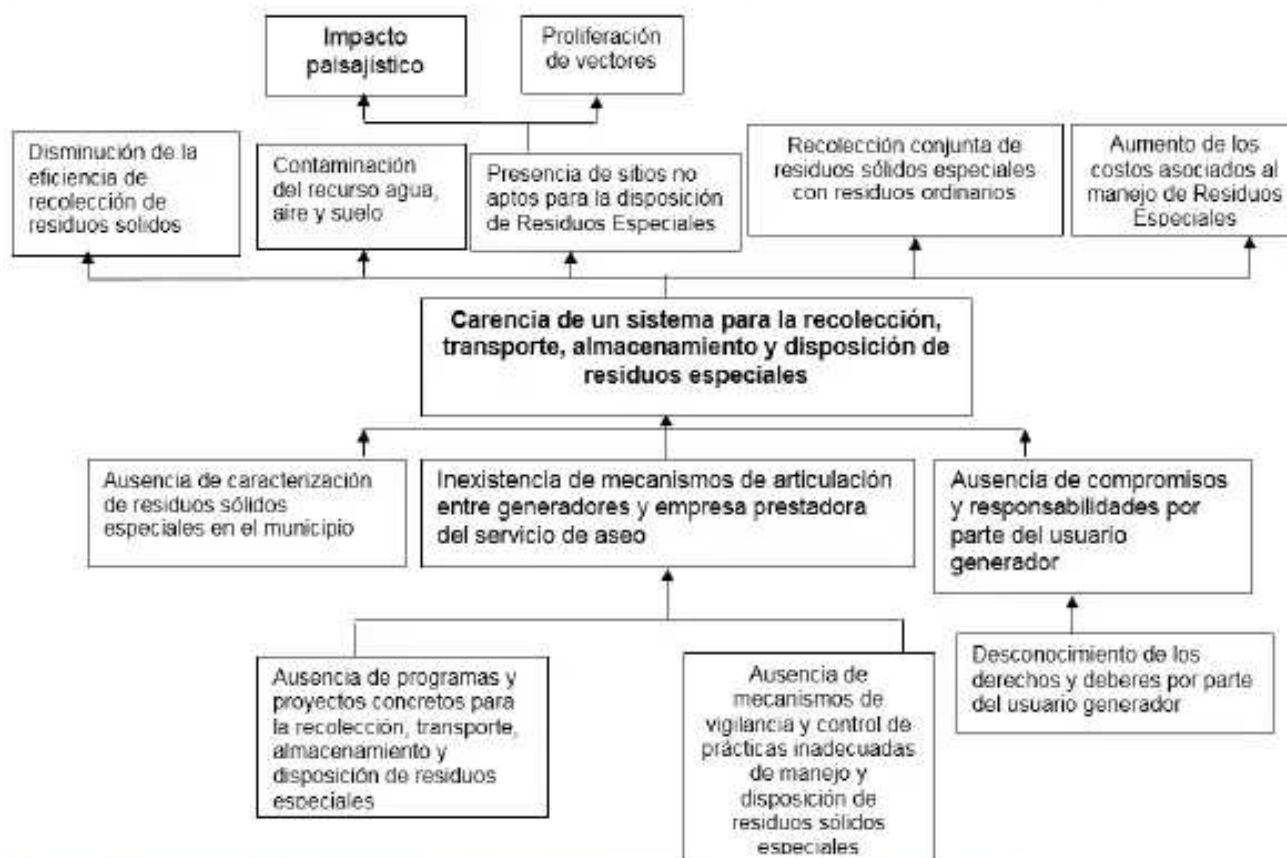 Impacto
paisajístico
Proliferación
de vectores
Disminución de la
eficiencia de
recolección de
residuos solidos
Contaminación
del recurso agua,
aire y suelo
Presencia de sitios no
aptos para la disposición
de Residuos Especiales
Recolección conjunta de
residuos sólidos especiales
con residuos ordinarios
Aumento de los
costos asociados al
manejo de Residuos
Especiales
Carencia de un sistema para la recolección,
transporte, almacenamiento y disposición de
residuos especiales
Ausencia de caracterización
de residuos sólidos
especiales en el municipio
Inexistencia de mecanismos de articulación
entre generadores y empresa prestadora
del servicio de aseo
Ausencia de compromisos
y responsabilidades por
parte del usuario
generador
Ausencia de programas y
proyectos concretos para
la recolección, transporte,
almacenamiento y
disposición de residuos
especiales
Ausencia de
mecanismos de
vigilancia y control de
prácticas inadecuadas
de manejo y
disposición de
residuos sólidos
especiales
Desconocimiento de los
derechos y deberes por parte
del usuario generador